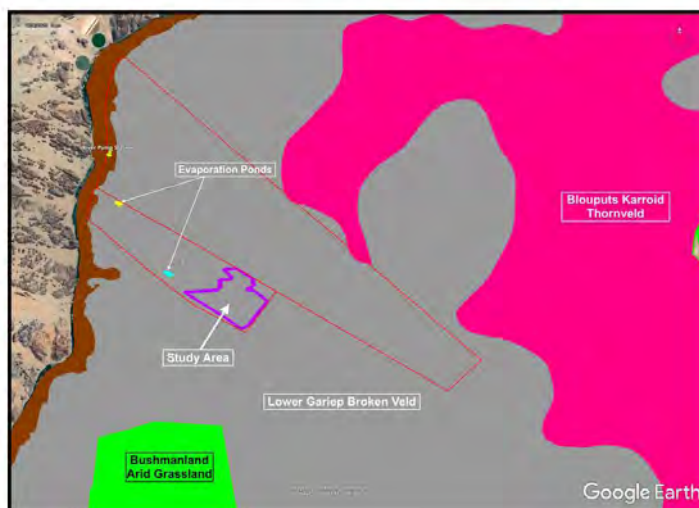 Evaporation Ponds
Blouputs Karroid
Thornveld
Study Area
Lower Gariep Broken Veld
Bushmanland
Arid Grassland
Google Earth